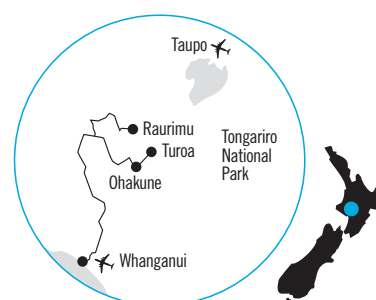 Taupo
Raurimu
Turoa
Ohakune
Tongariro
National
Park
Whanganui